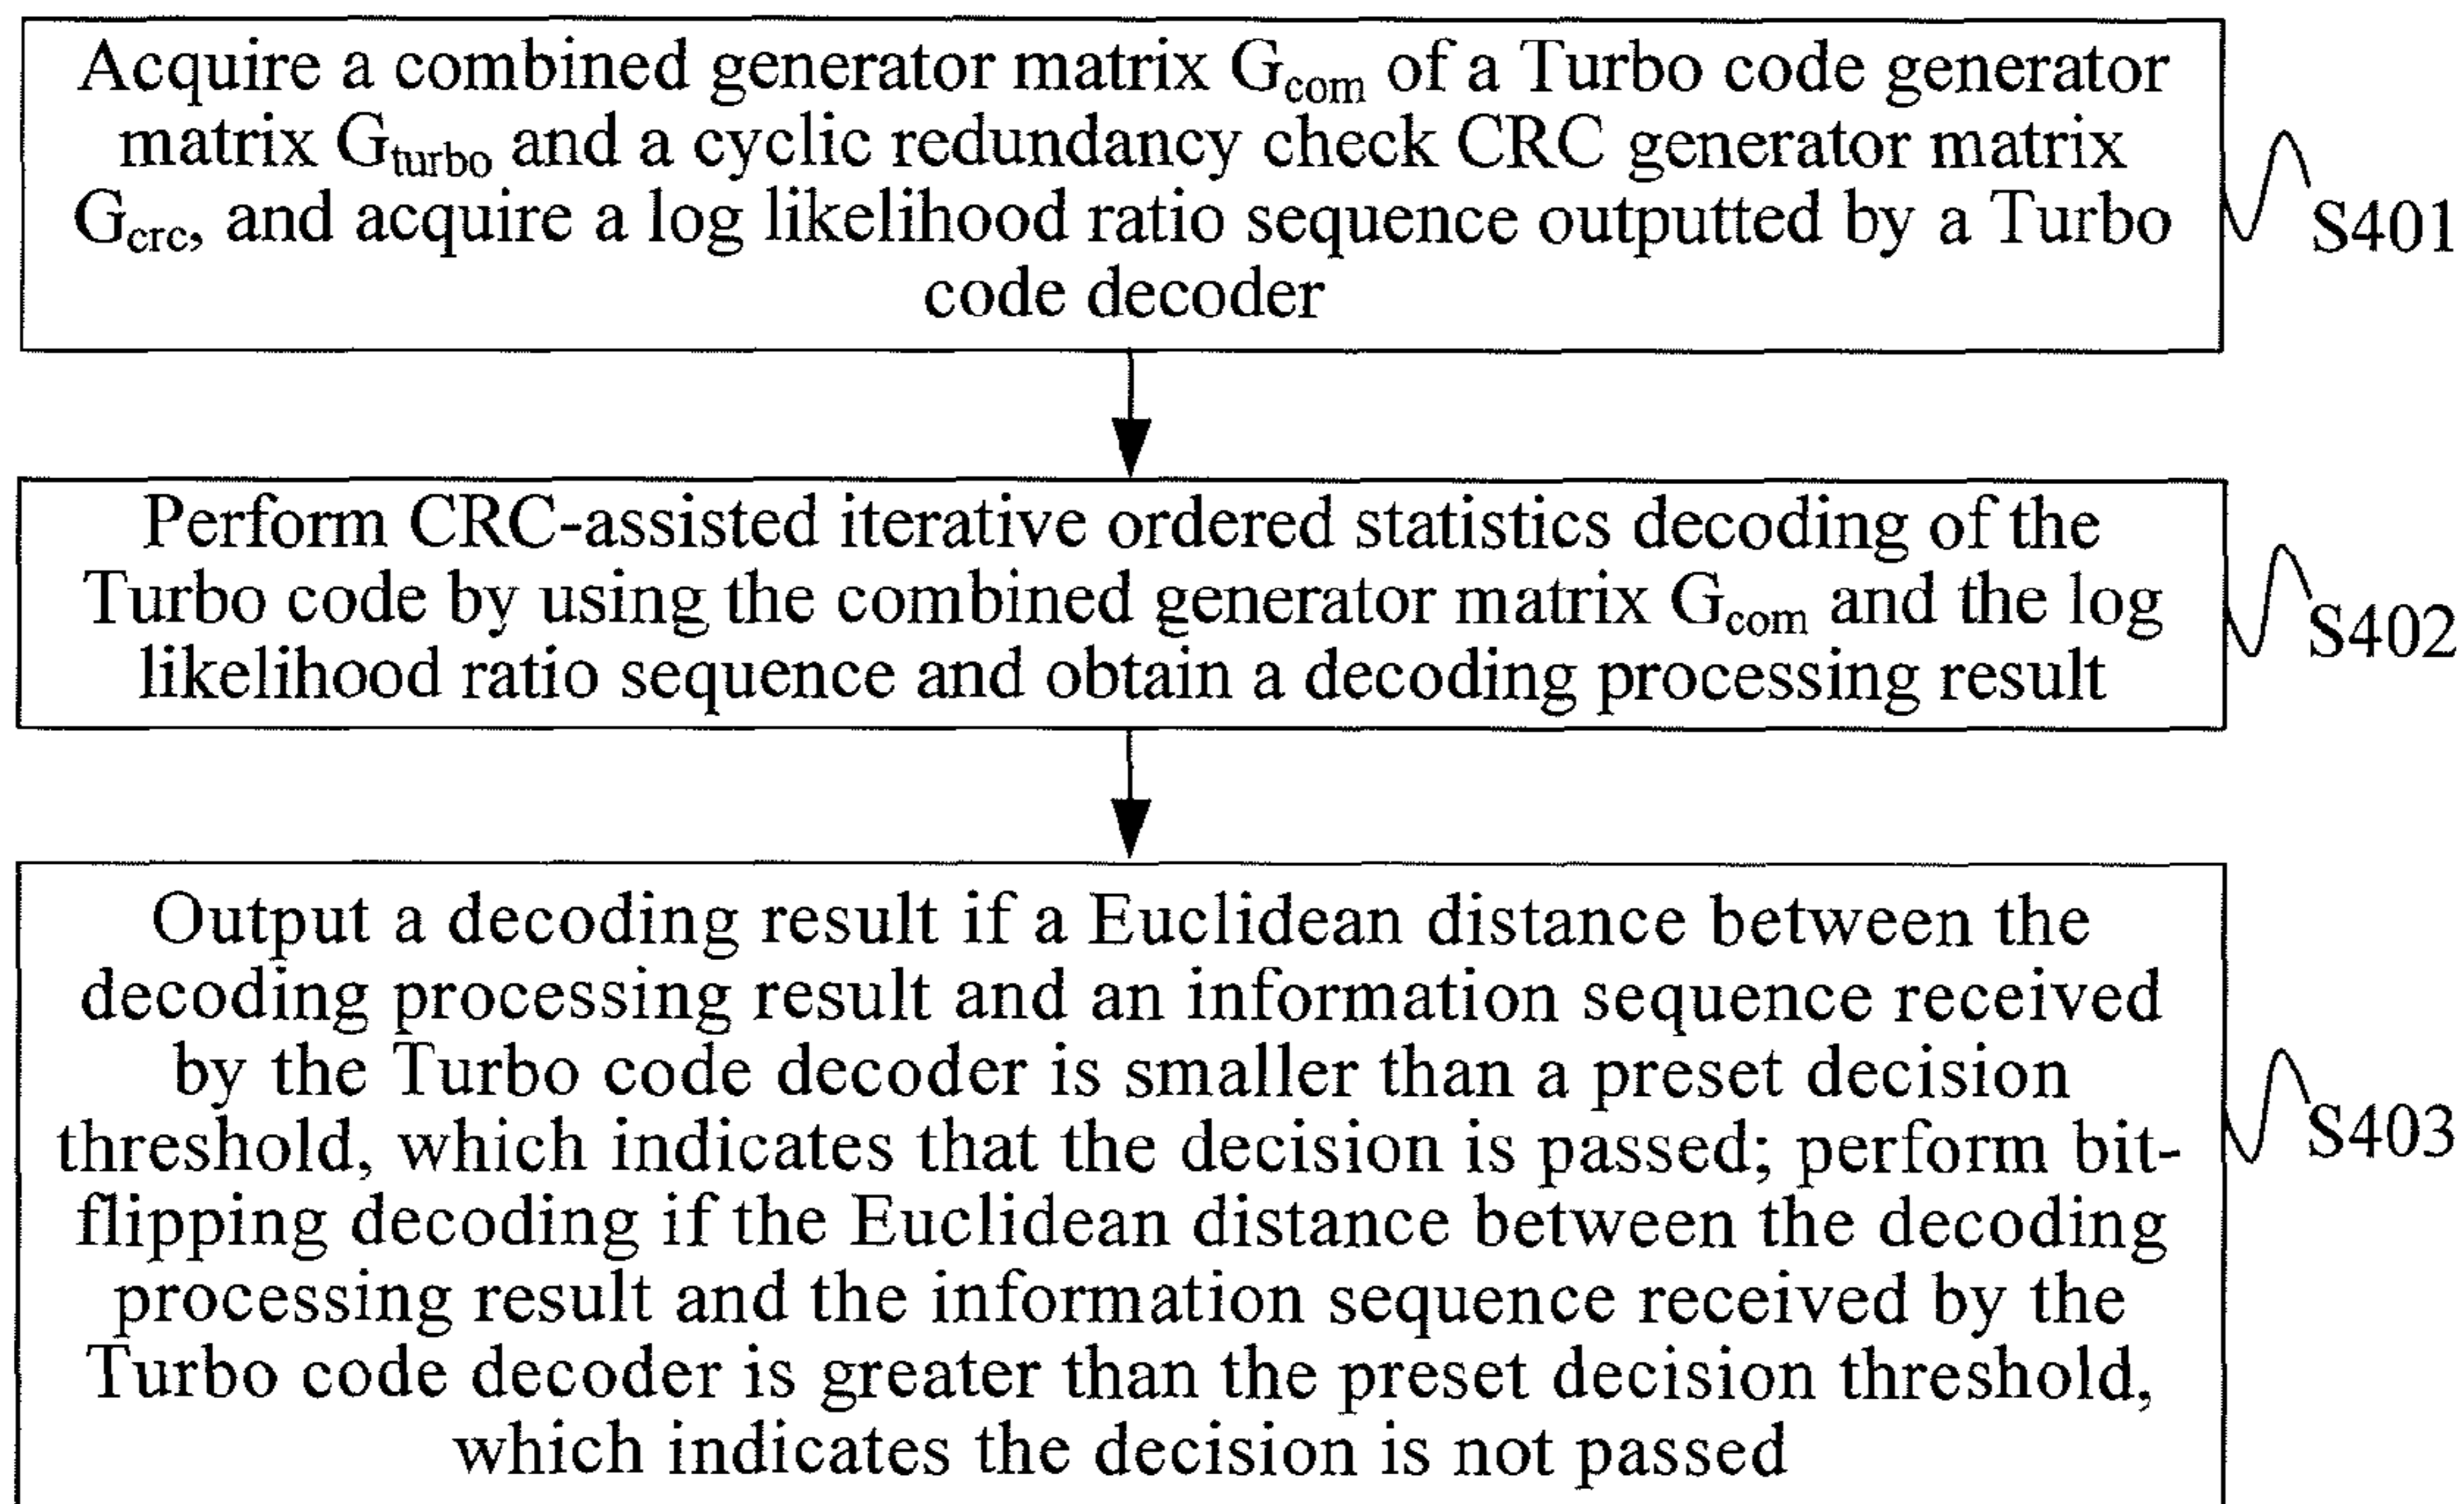 Acquire a combined generator matrix Gcom of a Turbo code generator
matrix Gturbo and a cyclic redundancy check CRC generator matrix
Gcrc, and acquire a log likelihood ratio sequence outputted by a Turbo
code decoder
S401
Perform CRC-assisted iterative ordered statistics decoding of the
Turbo code by using the combined generator matrix Gcom and the log
likelihood ratio sequence and obtain a decoding processing result
S402
Output a decoding result if a Euclidean distance between the
decoding processing result and an information sequence received
by the Turbo code decoder is smaller than a preset decision
threshold, which indicates that the decision is passed; perform bit-
flipping decoding if the Euclidean distance between the decoding
processing result and the information sequence received by the
Turbo code decoder is greater than the preset decision threshold,
which indicates the decision is not passed
S403